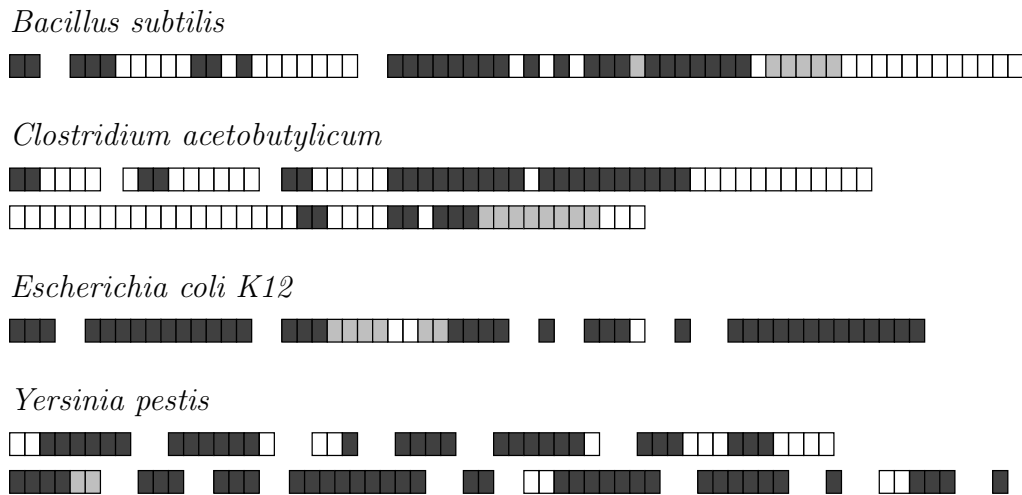 Bacillus subtilis
Clostridium acetobutylicum
Escherichia coli K12
Yersinia pestis